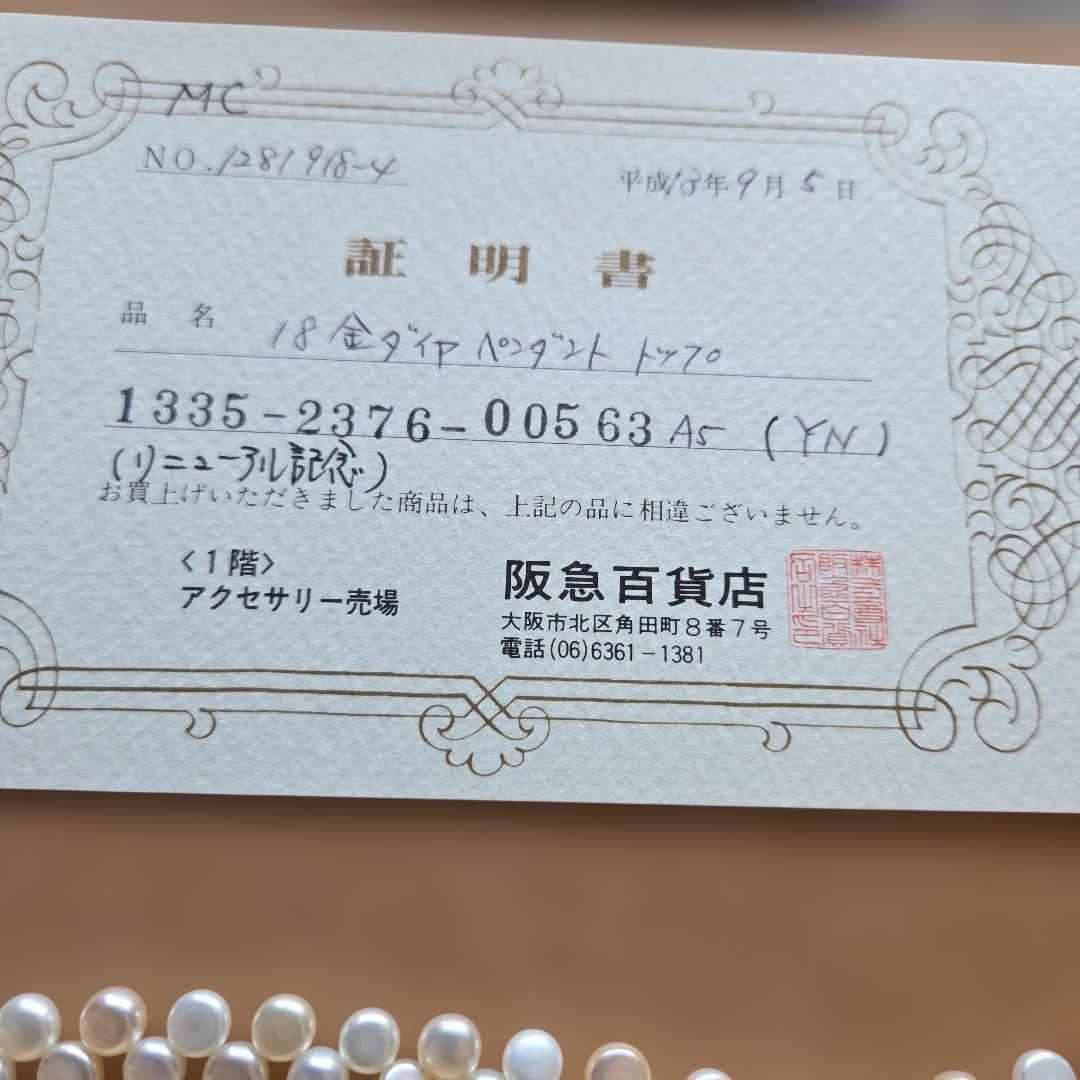 MC
NO.1281918-4
平成13年9月5日
証明書
品名 18金ダイヤペンダントトップ
1335-2376-00563 A5 (YN)
(リニューアル記念)
お買上げいただきました商品は、上記の品に相違ございません。
〈1階〉
アクセサリー売場
阪急百貨店
大阪市北区角田町8番7号
電話(06)6361-1381